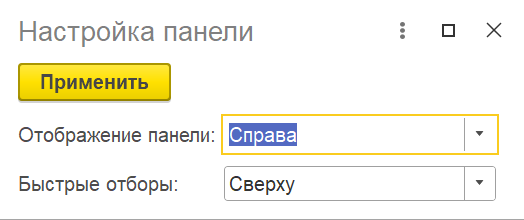 Настройка панели
Применить
Отображение панели: Справа
Быстрые отборы: Сверху